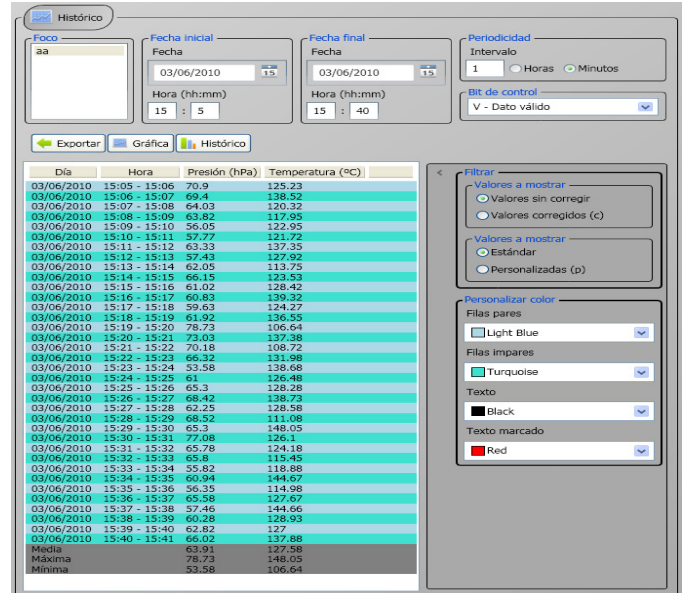 Histórico
Foco
aa
Fecha inicial
Fecha
03/06/2010 15
Hora (hh:mm)
15 : 5
Fecha final
Fecha
03/06/2010 15
Hora (hh:mm)
15 : 40
Periodicidad
Intervalo
1 Horas Minutos
Bit de control
V - Dato válido
Exportar Gráfica Histórico
Día Hora Presión (hPa) Temperatura (ºC)
03/06/2010 15:05 - 15:06 70.9 125.23
03/06/2010 15:06 - 15:07 69.4 138.52
03/06/2010 15:07 - 15:08 64.03 120.32
03/06/2010 15:08 - 15:09 63.82 117.95
03/06/2010 15:09 - 15:10 56.05 122.95
03/06/2010 15:10 - 15:11 57.77 121.72
03/06/2010 15:11 - 15:12 63.33 137.35
03/06/2010 15:12 - 15:13 57.43 127.92
03/06/2010 15:13 - 15:14 62.05 113.75
03/06/2010 15:14 - 15:15 66.15 123.53
03/06/2010 15:15 - 15:16 61.02 128.42
03/06/2010 15:16 - 15:17 60.83 139.32
03/06/2010 15:17 - 15:18 59.63 124.27
03/06/2010 15:18 - 15:19 61.92 136.55
03/06/2010 15:19 - 15:20 78.73 106.64
03/06/2010 15:20 - 15:21 73.03 137.38
03/06/2010 15:21 - 15:22 70.18 108.72
03/06/2010 15:22 - 15:23 66.32 131.98
03/06/2010 15:23 - 15:24 53.58 138.68
03/06/2010 15:24 - 15:25 61 126.48
03/06/2010 15:25 - 15:26 65.3 128.28
03/06/2010 15:26 - 15:27 68.42 138.73
03/06/2010 15:27 - 15:28 62.25 128.58
03/06/2010 15:28 - 15:29 68.52 111.08
03/06/2010 15:29 - 15:30 65.3 148.05
03/06/2010 15:30 - 15:31 77.08 126.1
03/06/2010 15:31 - 15:32 65.78 124.18
03/06/2010 15:32 - 15:33 65.8 115.45
03/06/2010 15:33 - 15:34 55.82 118.88
03/06/2010 15:34 - 15:35 60.94 144.67
03/06/2010 15:35 - 15:36 56.35 114.98
03/06/2010 15:36 - 15:37 65.58 127.67
03/06/2010 15:37 - 15:38 57.46 144.66
03/06/2010 15:38 - 15:39 60.28 128.93
03/06/2010 15:39 - 15:40 62.82 127
03/06/2010 15:40 - 15:41 66.02 137.88
Media 63.91 127.58
Máxima 78.73 148.05
Mínima 53.58 106.64
<
Filtrar
Valores a mostrar
Valores sin corregir
Valores corregidos (c)
Valores a mostrar
Estándar
Personalizadas (p)
Personalizar color
Filas pares
Light Blue
Filas impares
Turquoise
Texto
Black
Texto marcado
Red